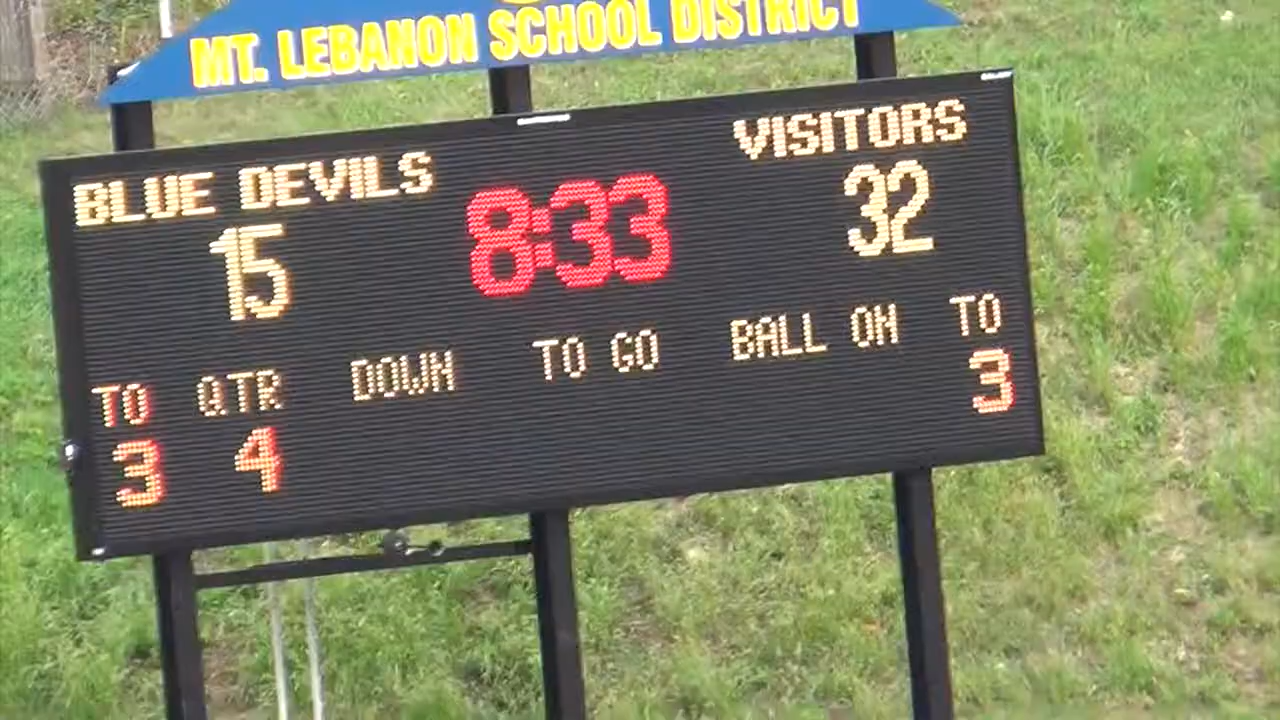 MT. LEBANON SCHOOL DISTRICT
BLUE DEVILS 8:33 VISITORS
15 32
TO QTR DOWN TO GO BALL ON TO
3 4 3